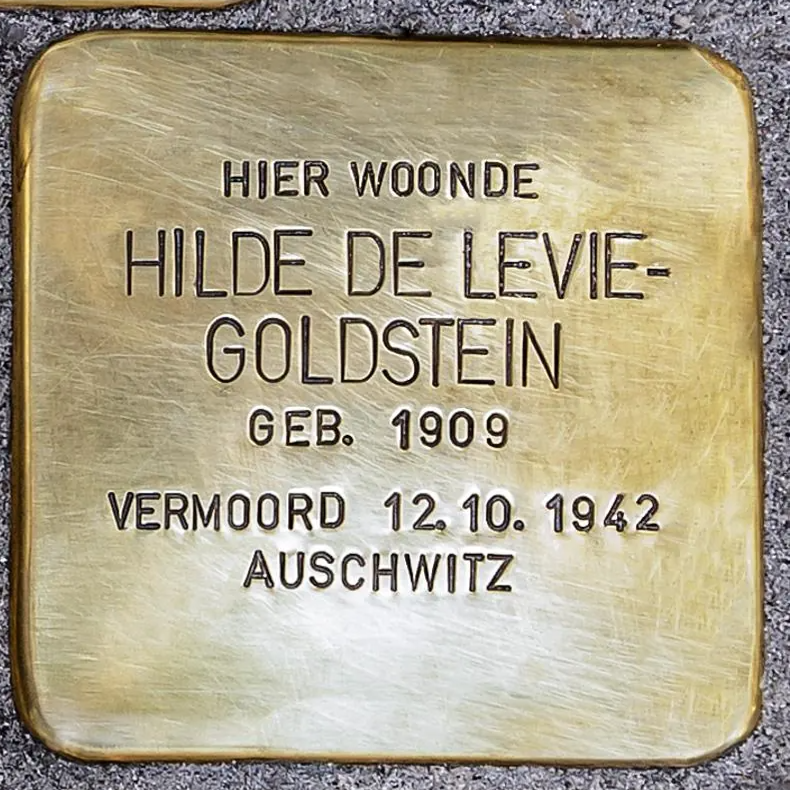 HIER WOONDE
HILDE DE LEVIE-
GOLDSTEIN
GEB. 1909
VERMOORD 12.10.1942
AUSCHWITZ